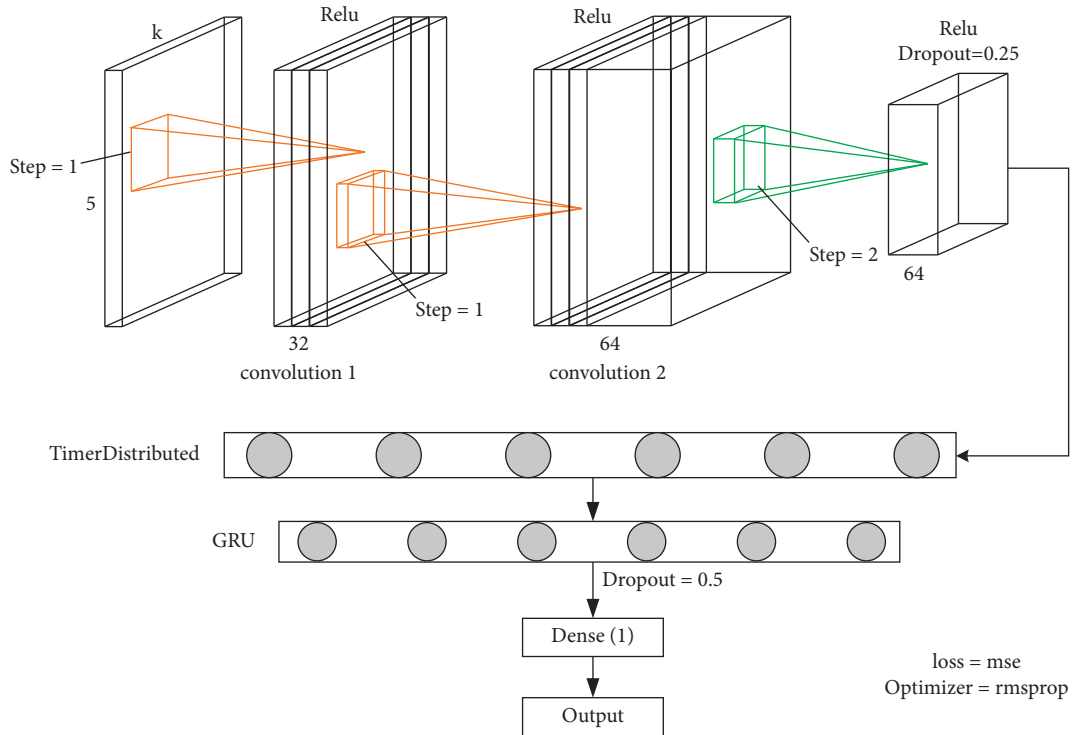 k
Relu
Relu
Relu
Dropout=0.25
Step = 1
5
Step = 1
Step = 2
64
32
convolution 1
64
convolution 2
TimerDistributed
GRU
Dropout = 0.5
Dense (1)
Output
loss = mse
Optimizer = rmsprop